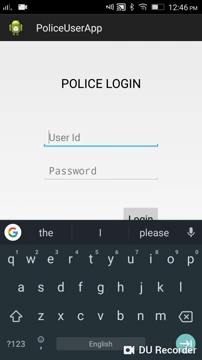 12:46 PM
PoliceUserApp
POLICE LOGIN
User Id
Password
Login
the I please
q w e r t y u i o p
a s d f g h j k l
z x c v b n m
?123 English
DU Recorder